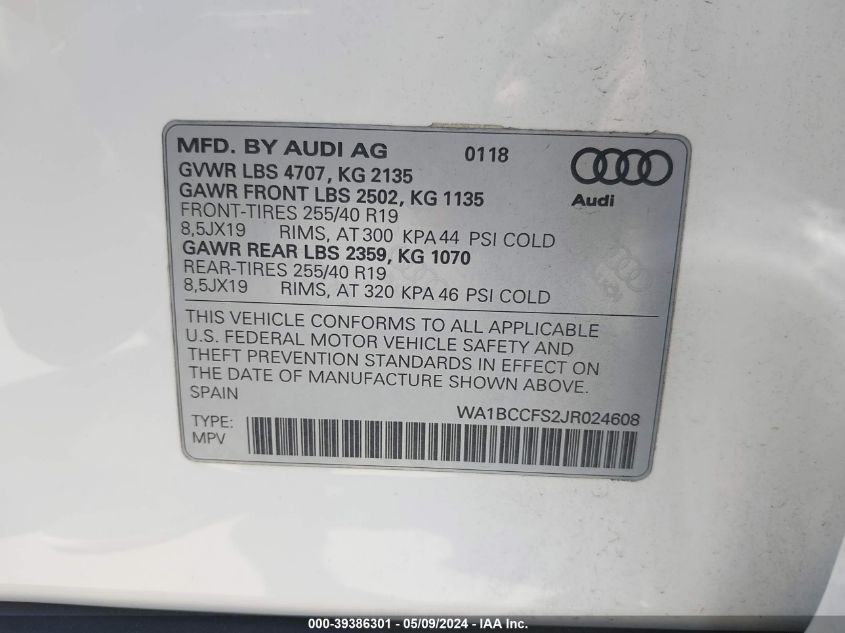 MFD. BY AUDI AG 0118
GVWR LBS 4707, KG 2135
GAWR FRONT LBS 2502, KG 1135
FRONT-TIRES 255/40 R19
8,5JX19 RIMS, AT 300 KPA 44 PSI COLD
GAWR REAR LBS 2359, KG 1070
REAR-TIRES 255/40 R19
8,5JX19 RIMS, AT 320 KPA 46 PSI COLD
Audi
THIS VEHICLE CONFORMS TO ALL APPLICABLE
U.S. FEDERAL MOTOR VEHICLE SAFETY AND
THEFT PREVENTION STANDARDS IN EFFECT ON
THE DATE OF MANUFACTURE SHOWN ABOVE.
SPAIN
WA1BCCFS2JR024608
TYPE:
MPV
000-39386301 - 05/09/2024 - IAA Inc.